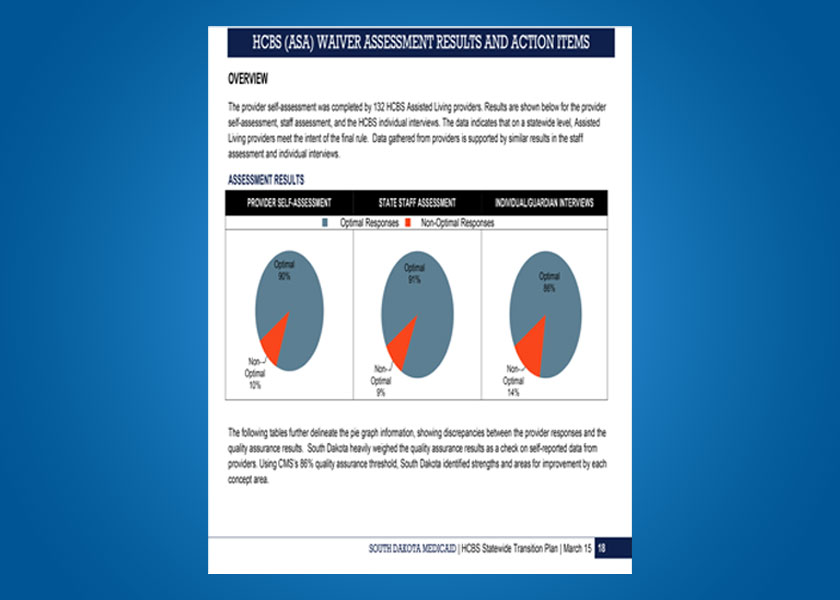 HCBS (ASA) WAIVER ASSESSMENT RESULTS AND ACTION ITEMS
OVERVIEW
The provider self-assessment was completed by 132 HCBS Assisted Living providers. Results are shown below for the provider
self-assessment, staff assessment, and the HCBS individual interviews. The data indicates that on a statewide level, Assisted
Living providers meet the intent of the final rule. Data gathered from providers is supported by similar results in the staff
assessment and individual interviews.
ASSESSMENT RESULTS
PROVIDER SELF-ASSESSMENT STATE STAFF ASSESSMENT INDIVIDUAL/GUARDIAN INTERVIEWS
Optimal Responses Non-Optimal Responses
Optimal
90%
Non-
Optimal
10%
Optimal
91%
Non-
Optimal
9%
Optimal
86%
Non-
Optimal
14%
The following tables further delineate the pie graph information, showing discrepancies between the provider responses and the
quality assurance results. South Dakota heavily weighed the quality assurance results as a check on self-reported data from
providers. Using CMS's 86% quality assurance threshold, South Dakota identified strengths and areas for improvement by each
concept area.
SOUTH DAKOTA MEDICAID | HCBS Statewide Transition Plan | March 15 18